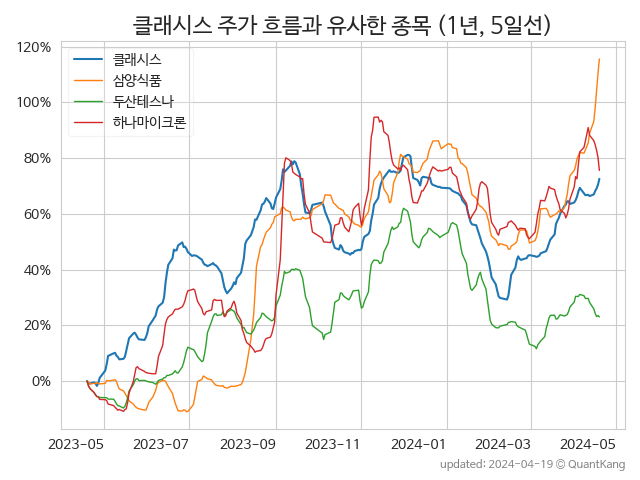 클래시스 주가 흐름과 유사한 종목 (1년, 5일선)
클래시스
삼양식품
두산테스나
하나마이크론
120%
100%
80%
60%
40%
20%
0%
2023-05 2023-07 2023-09 2023-11 2024-01 2024-03 2024-05
updated: 2024-04-19 © QuantKang